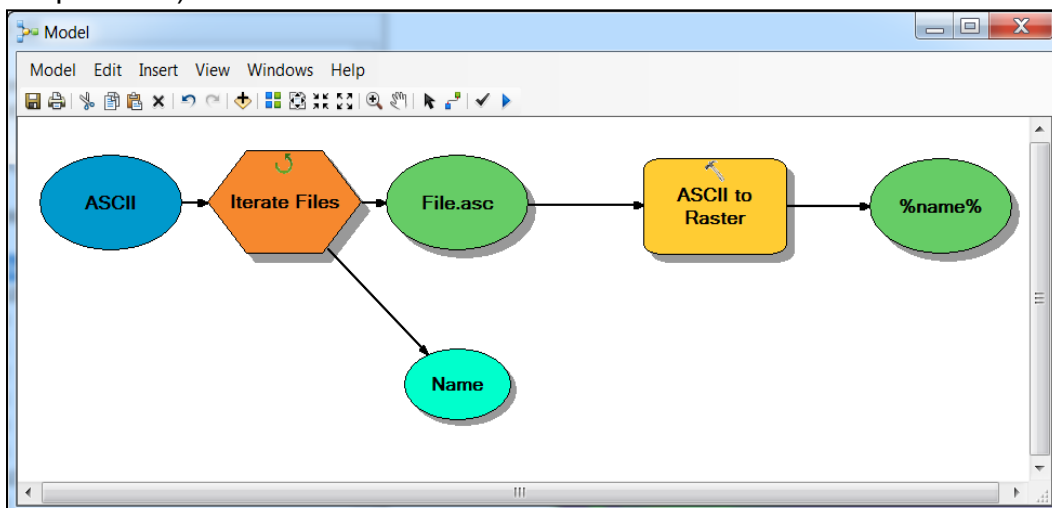 Model
Model Edit Insert View Windows Help
ASCII
Iterate Files
File.asc
ASCII to
Raster
%name%
Name